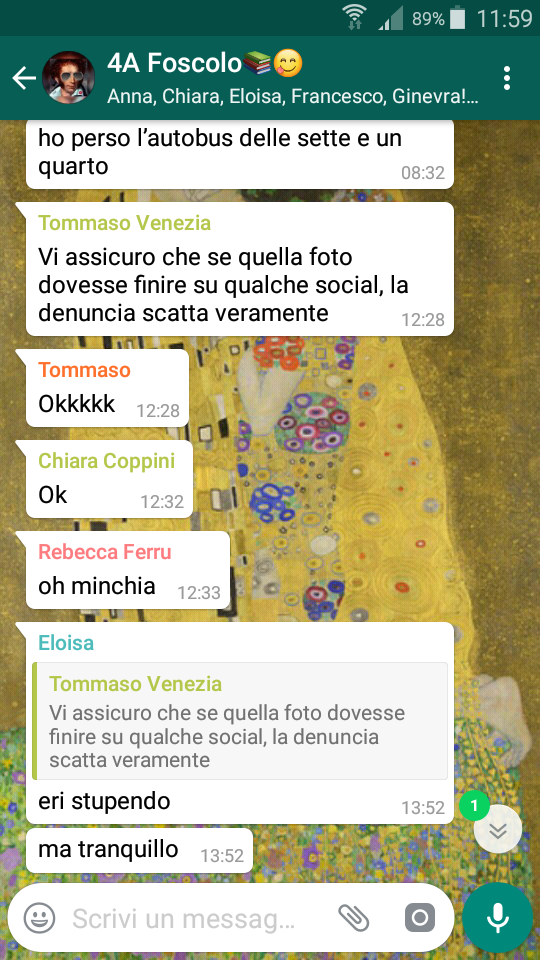 89% 11:59
4A Foscolo📚😋
Anna, Chiara, Eloisa, Francesco, Ginevra!...
ho perso l'autobus delle sette e un
quarto
08:32
Tommaso Venezia
Vi assicuro che se quella foto
dovesse finire su qualche social, la
denuncia scatta veramente
12:28
Tommaso
Okkkkk 12:28
Chiara Coppini
Ok 12:32
Rebecca Ferru
oh minchia 12:33
Eloisa
Tommaso Venezia
Vi assicuro che se quella foto dovesse
finire su qualche social, la denuncia
scatta veramente
eri stupendo 13:52
1
ma tranquillo 13:52
Scrivi un messag...